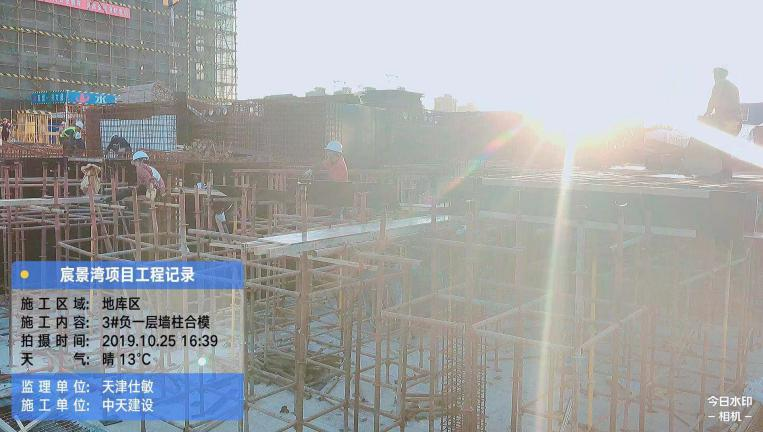 宸景湾项目工程记录
施工区域: 地库区
施工内容: 3#负一层墙柱合模
拍摄时间: 2019.10.25 16:39
天气: 晴 13°C
监理单位: 天津仕敏
施工单位: 中天建设
今日水印
- 相机 -